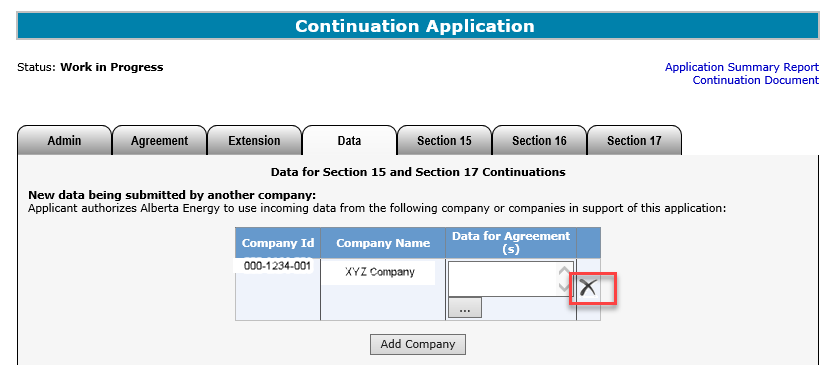 Continuation Application
Status: Work in Progress
Application Summary Report
Continuation Document
Admin Agreement Extension Data Section 15 Section 16 Section 17
Data for Section 15 and Section 17 Continuations
New data being submitted by another company:
Applicant authorizes Alberta Energy to use incoming data from the following company or companies in support of this application:
Company Id Company Name Data for Agreement
(s)
000-1234-001 XYZ Company
...
Add Company